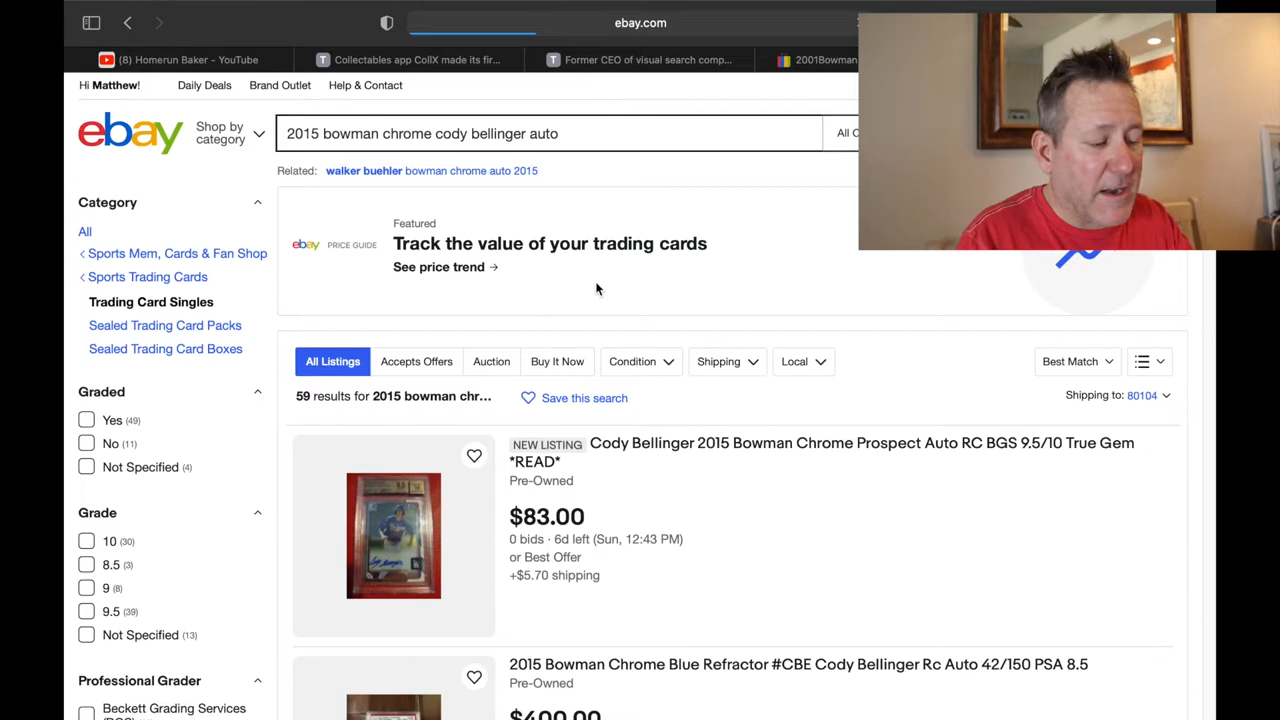 ebay.com
(8) Homerun Baker - YouTube
Collectables app CollX made its fir...
Former CEO of visual search comp...
2001Bowman
Hi Matthew!
Daily Deals
Brand Outlet
Help & Contact
ebay
Shop by
category
2015 bowman chrome cody bellinger auto
All C
Related: walker buehler bowman chrome auto 2015
Category
All
Sports Mem, Cards & Fan Shop
Sports Trading Cards
Trading Card Singles
Sealed Trading Card Packs
Sealed Trading Card Boxes
Graded
Yes (49)
No (11)
Not Specified (4)
Grade
10 (30)
8.5 (3)
9 (8)
9.5 (39)
Not Specified (13)
Professional Grader
Beckett Grading Services
Featured
ebay PRICE GUIDE
Track the value of your trading cards
See price trend →
All Listings
Accepts Offers
Auction
Buy It Now
Condition
Shipping
Local
Best Match
59 results for 2015 bowman chr...
Save this search
Shipping to: 80104
NEW LISTING Cody Bellinger 2015 Bowman Chrome Prospect Auto RC BGS 9.5/10 True Gem
*READ*
Pre-Owned
$83.00
0 bids · 6d left (Sun, 12:43 PM)
or Best Offer
+$5.70 shipping
2015 Bowman Chrome Blue Refractor #CBE Cody Bellinger Rc Auto 42/150 PSA 8.5
Pre-Owned
$400.00